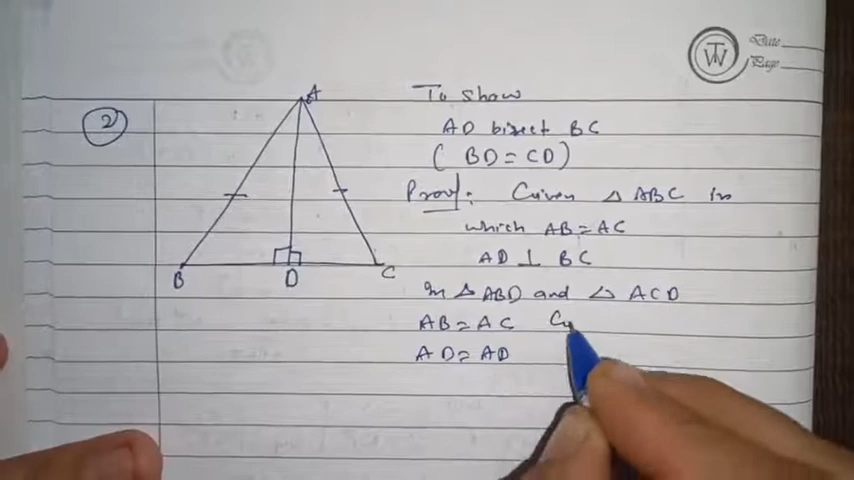 TW
Date
Page
2
A
B
D
C
To show
AD bisect BC
( BD = CD )
Proof : Given △ ABC in
which AB = AC
AD ⊥ BC
In △ ABD and △ ACD
AB = AC G
AD = AD